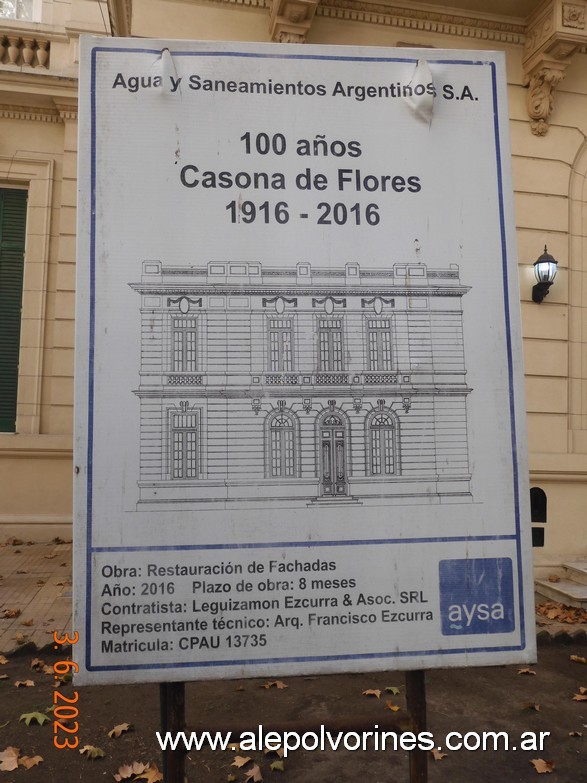 Agua y Saneamientos Argentinos S.A.
100 años
Casona de Flores
1916 - 2016
Obra: Restauración de Fachadas
Año: 2016 Plazo de obra: 8 meses
Contratista: Leguizamon Ezcurra & Asoc. SRL
Representante técnico: Arq. Francisco Ezcurra
Matricula: CPAU 13735
aysa
3.6.2023
www.alepolvorines.com.ar